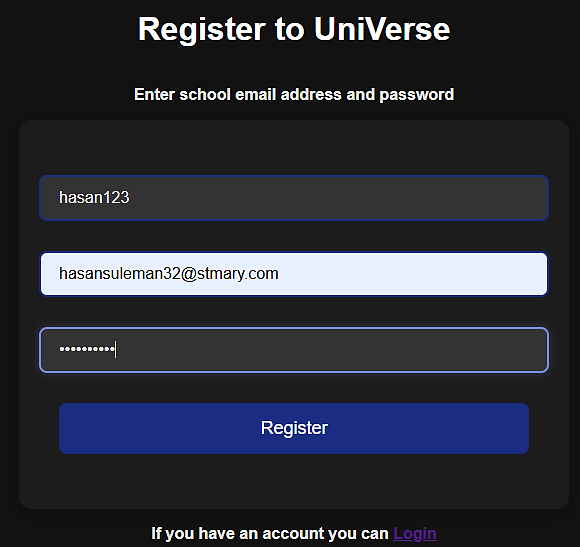 Register to UniVerse
Enter school email address and password
hasan123
hasansuleman32@stmary.com
••••••••••
Register
If you have an account you can Login